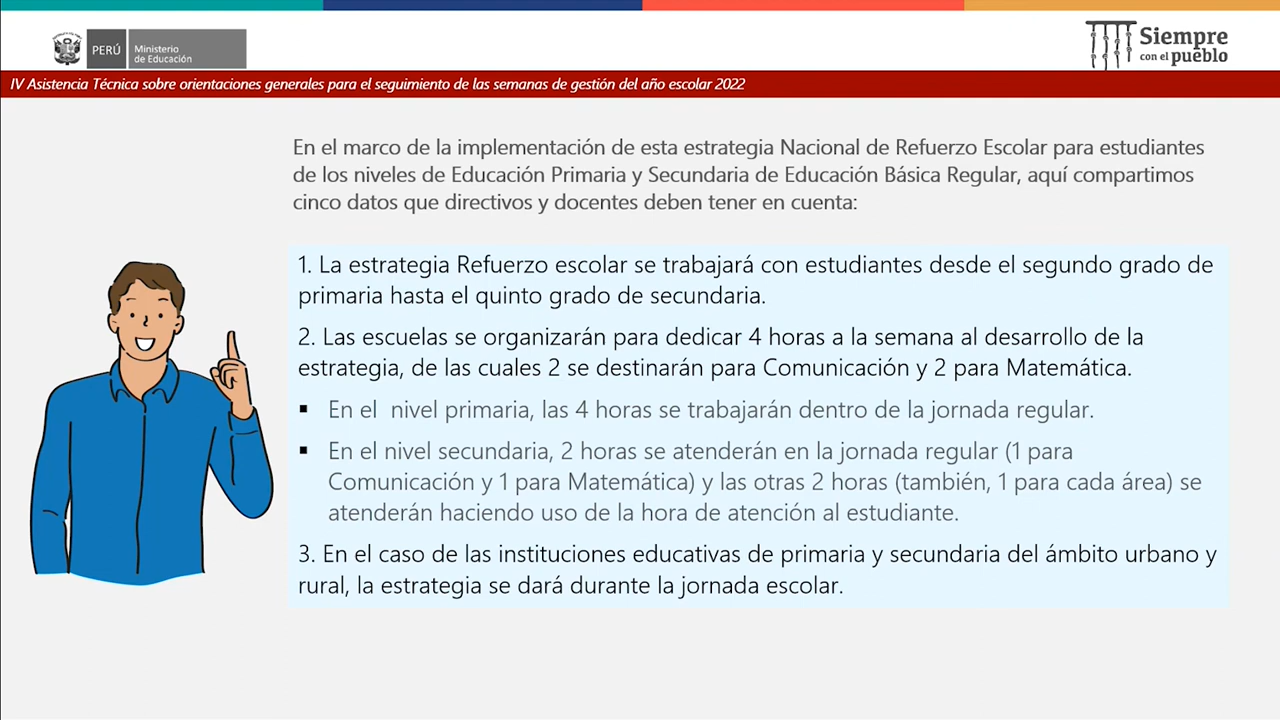 PERÚ
Ministerio
de Educación
Siempre
con el pueblo
IV Asistencia Técnica sobre orientaciones generales para el seguimiento de las semanas de gestión del año escolar 2022
En el marco de la implementación de esta estrategia Nacional de Refuerzo Escolar para estudiantes
de los niveles de Educación Primaria y Secundaria de Educación Básica Regular, aquí compartimos
cinco datos que directivos y docentes deben tener en cuenta:
1. La estrategia Refuerzo escolar se trabajará con estudiantes desde el segundo grado de
primaria hasta el quinto grado de secundaria.
2. Las escuelas se organizarán para dedicar 4 horas a la semana al desarrollo de la
estrategia, de las cuales 2 se destinarán para Comunicación y 2 para Matemática.
▪ En el nivel primaria, las 4 horas se trabajarán dentro de la jornada regular.
▪ En el nivel secundaria, 2 horas se atenderán en la jornada regular (1 para
Comunicación y 1 para Matemática) y las otras 2 horas (también, 1 para cada área) se
atenderán haciendo uso de la hora de atención al estudiante.
3. En el caso de las instituciones educativas de primaria y secundaria del ámbito urbano y
rural, la estrategia se dará durante la jornada escolar.